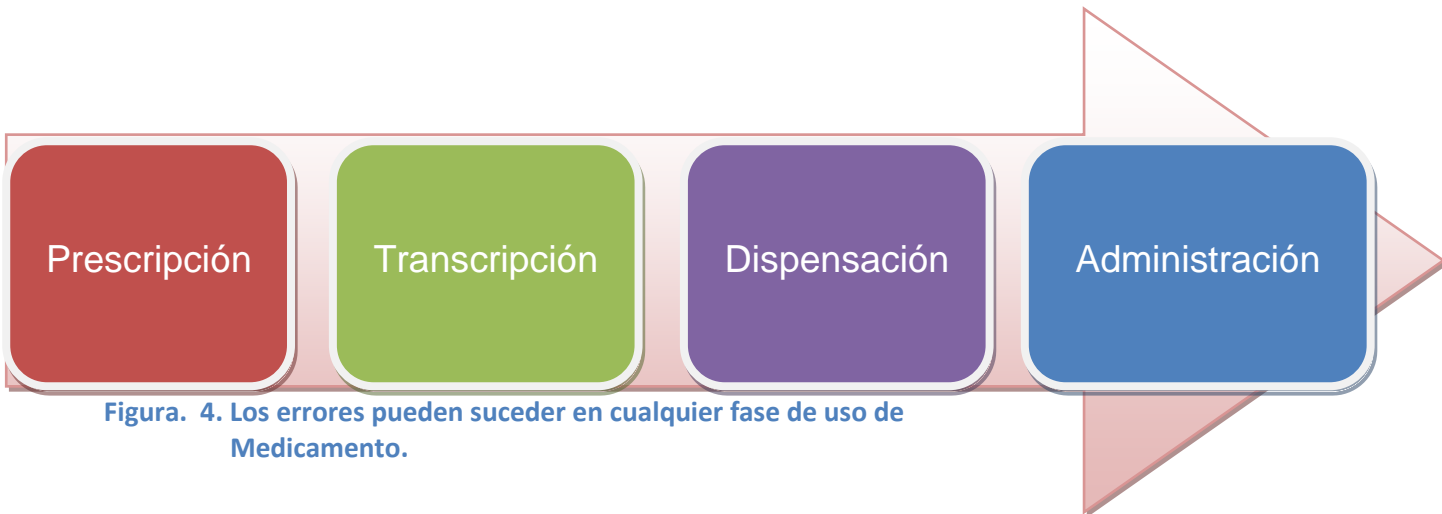 Prescripción
Transcripción
Dispensación
Administración
Figura. 4. Los errores pueden suceder en cualquier fase de uso de
Medicamento.